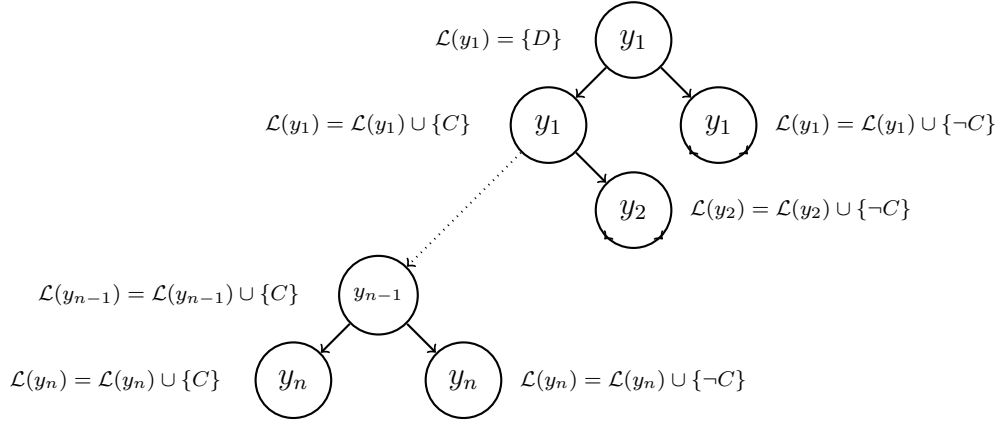 ℒ(y₁) = {D} y₁
ℒ(y₁) = ℒ(y₁) ∪ {C} y₁ y₁ ℒ(y₁) = ℒ(y₁) ∪ {¬C}
y₂ ℒ(y₂) = ℒ(y₂) ∪ {¬C}
ℒ(yₙ₋₁) = ℒ(yₙ₋₁) ∪ {C} yₙ₋₁
ℒ(yₙ) = ℒ(yₙ) ∪ {C} yₙ yₙ ℒ(yₙ) = ℒ(yₙ) ∪ {¬C}